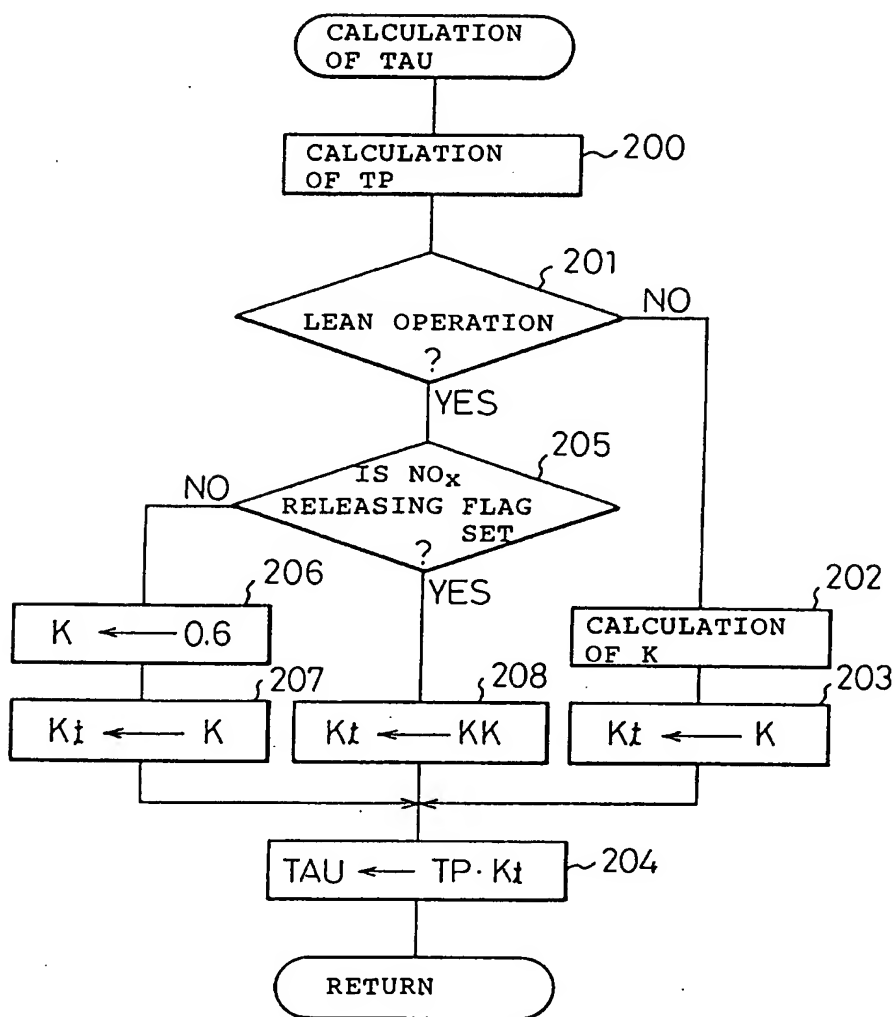 CALCULATION
OF TAU
CALCULATION
OF TP
200
201
LEAN OPERATION
?
NO
YES
205
IS NOx
RELEASING FLAG
SET
?
NO
YES
206
K ← 0.6
207
Kt ← K
208
Kt ← KK
202
CALCULATION
OF K
203
Kt ← K
TAU ← TP·Kt
204
RETURN